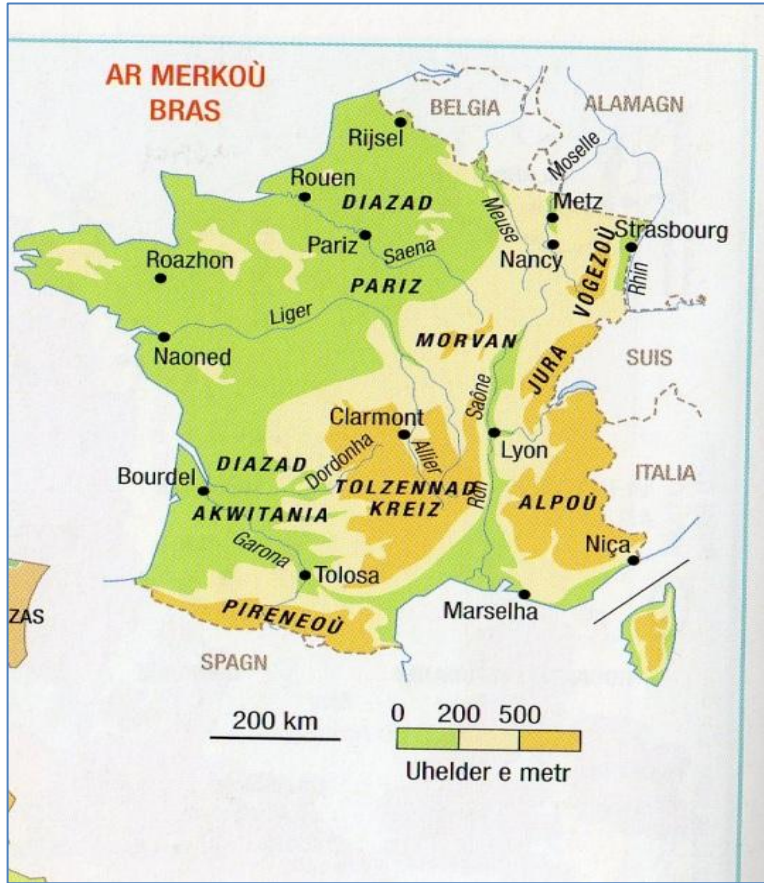 AR MERKOÙ
BRAS
BELGIA
ALAMAGN
Rijsel
Moselle
Rouen
DIAZAD
Meuse
Metz
Pariz
Saena
Nancy
VOGEZOÙ
Strasbourg
Rhin
Roazhon
PARIZ
Liger
MORVAN
Naoned
JURA
SUIS
Saône
Clarmont
Allier
Lyon
DIAZAD
Dordonha
ITALIA
Bourdel
TOLZENNAD
KREIZ
Ron
ALPOÙ
AKWITANIA
Garona
Niça
Tolosa
Marselha
ZAS
PIRENEOÙ
SPAGN
200 km
0 200 500
Uhelder e metr